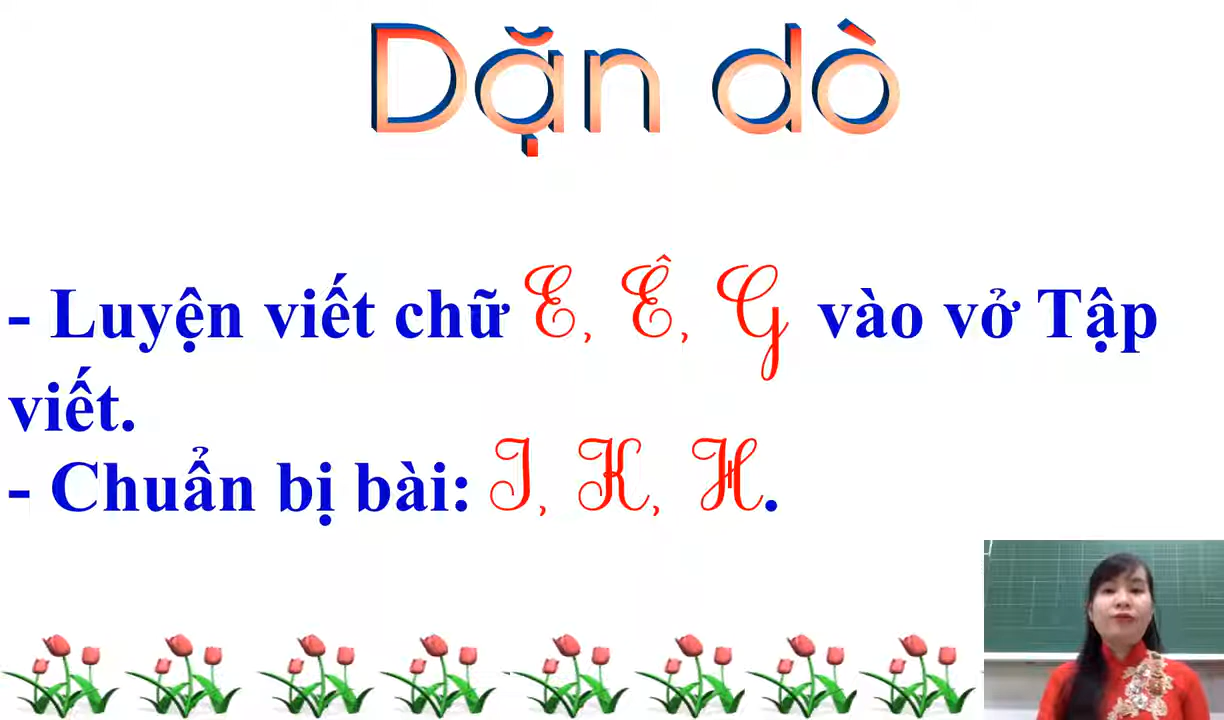 Dặn dò
- Luyện viết chữ E, Ê, G vào vở Tập
viết.
- Chuẩn bị bài: I, K, H.